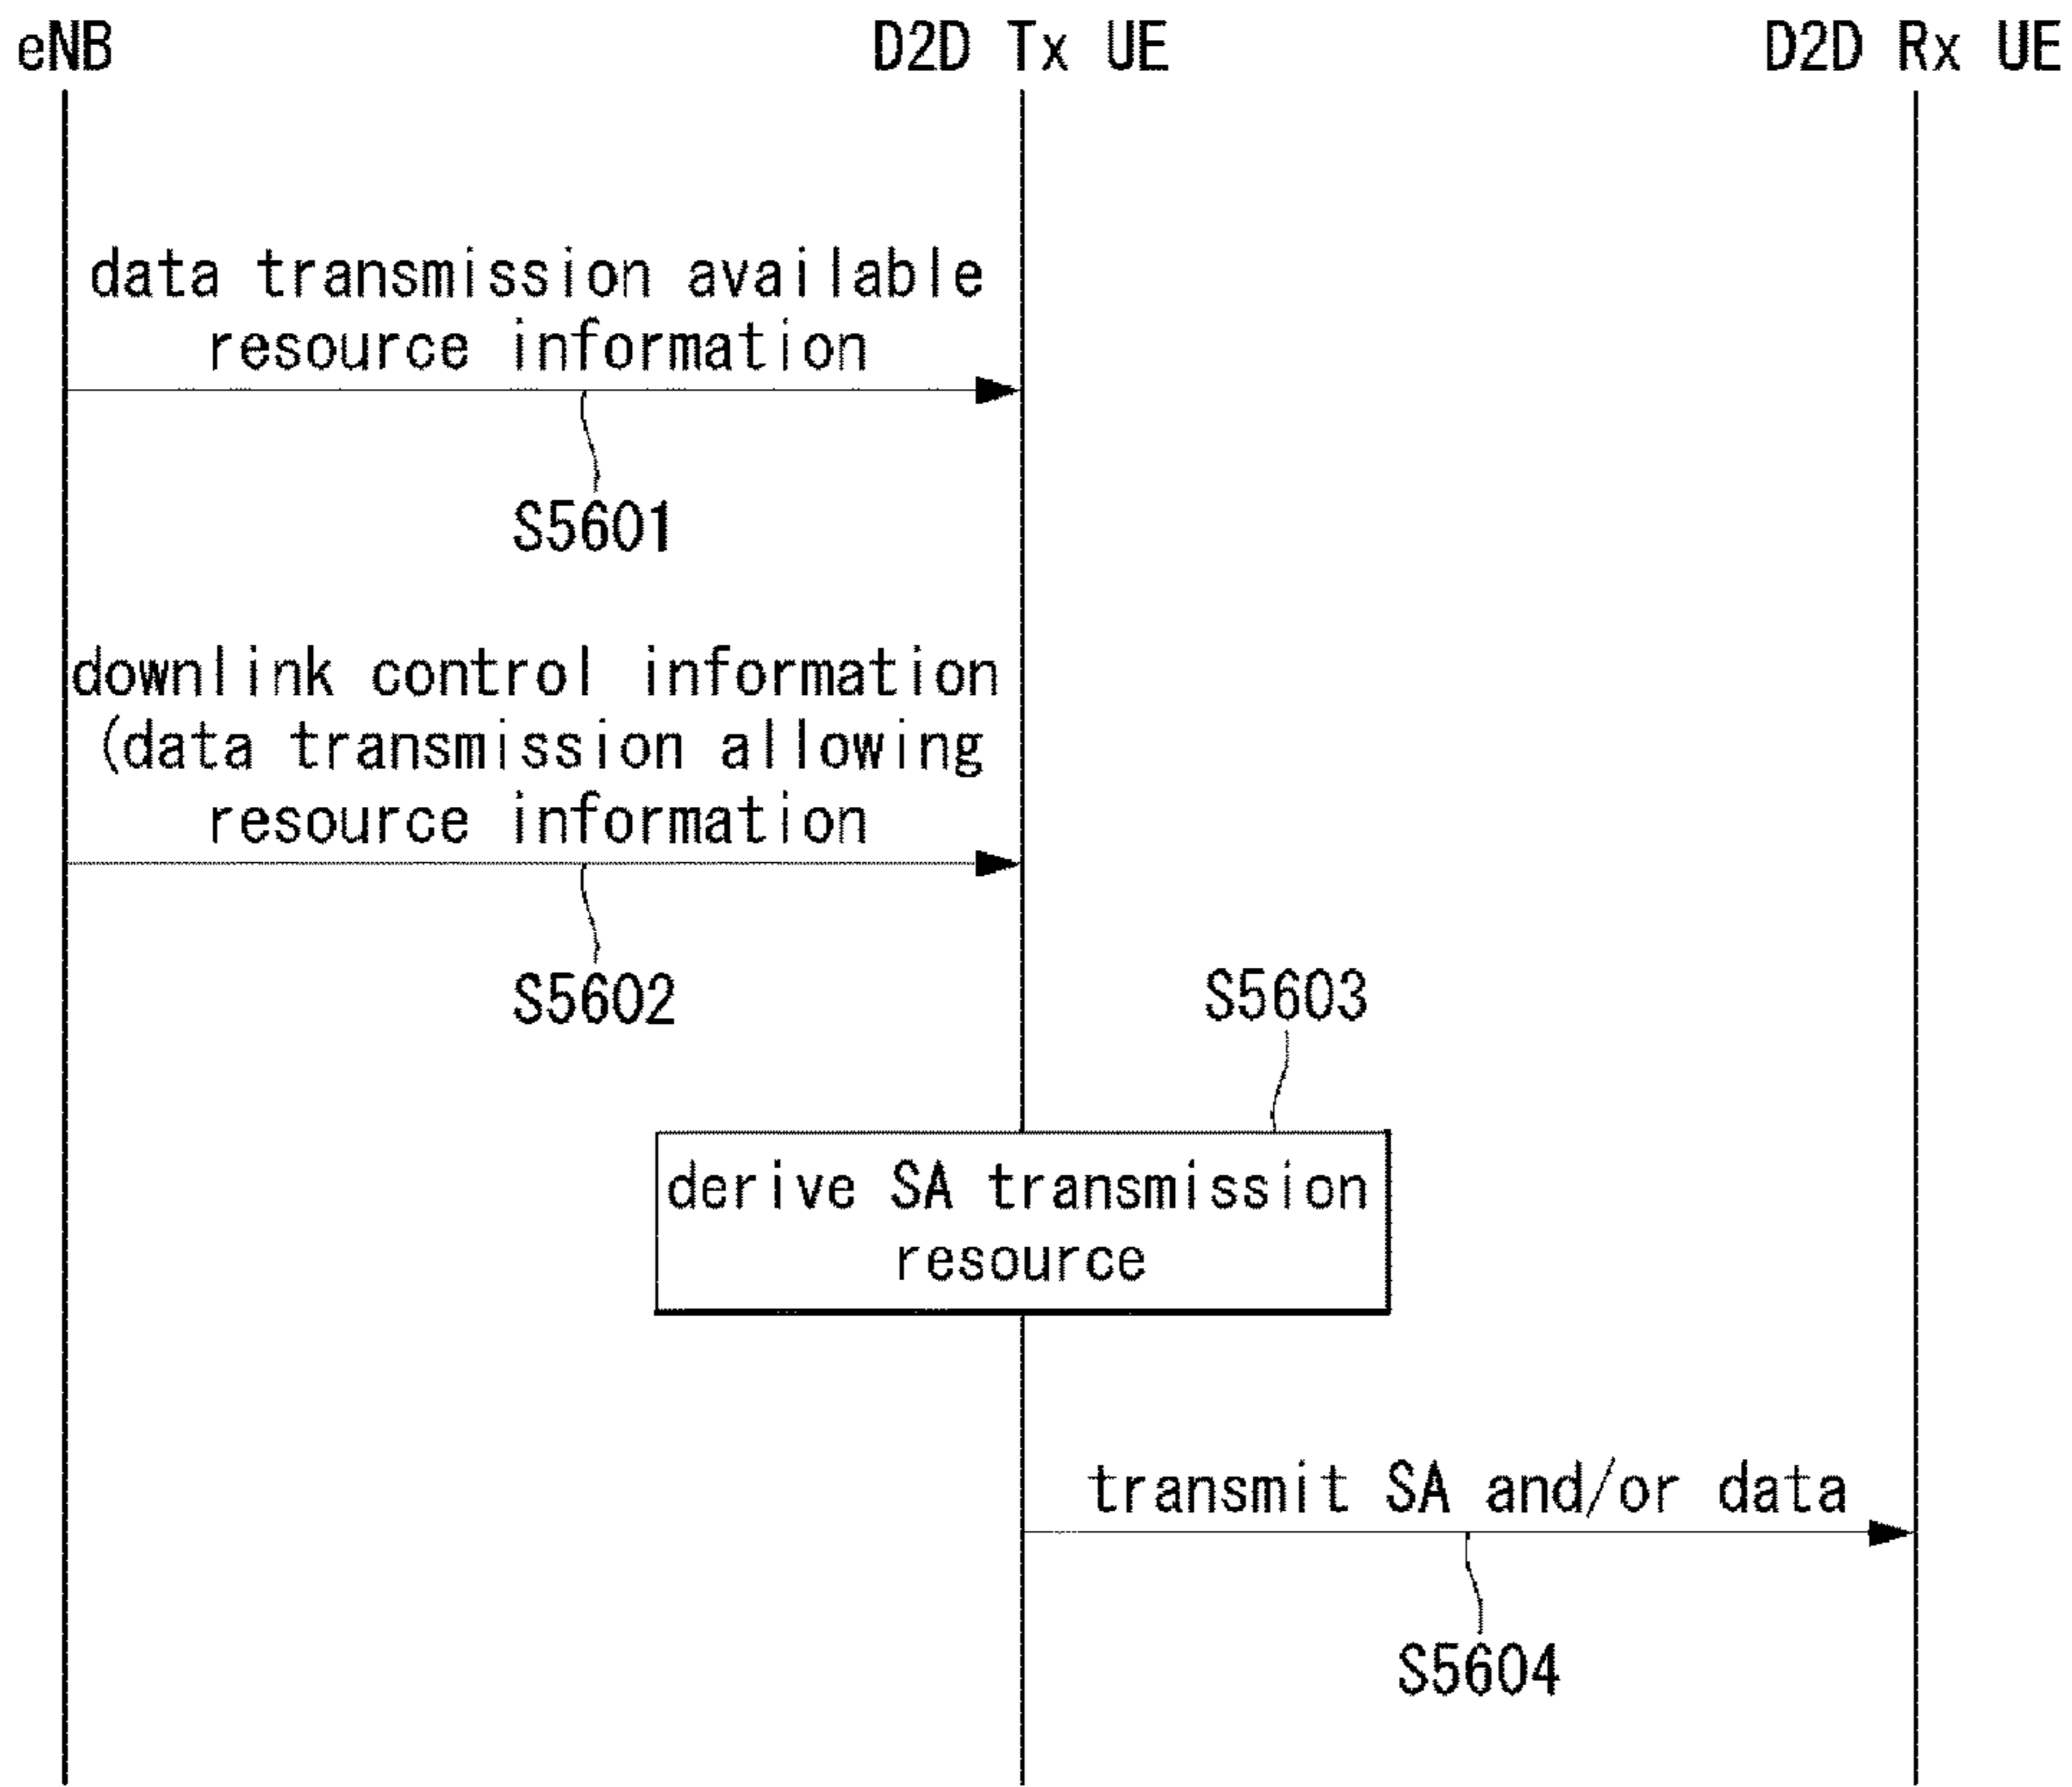 eNB
D2D Tx UE
D2D Rx UE
data transmission available
resource information
S5601
downlink control information
(data transmission allowing
resource information
S5602
S5603
derive SA transmission
resource
transmit SA and/or data
S5604